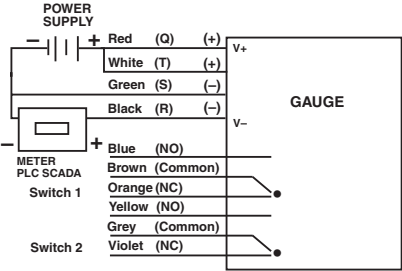 POWER
SUPPLY
– + Red (Q) (+) V+
White (T) (+)
Green (S) (–)
GAUGE
Black (R) (–) V–
– +
METER
PLC SCADA
Blue (NO)
Brown (Common)
Switch 1 Orange (NC)
Yellow (NO)
Grey (Common)
Switch 2 Violet (NC)